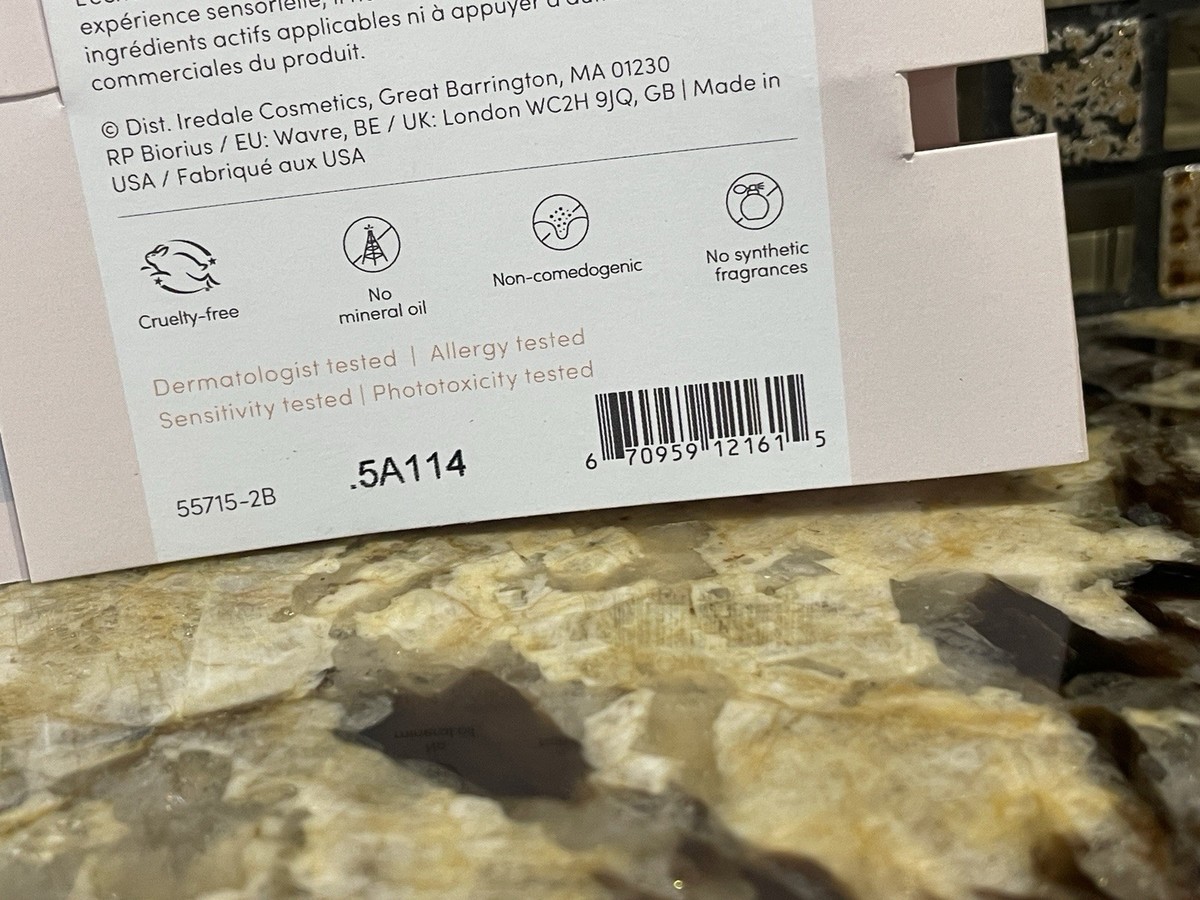 expérience sensorielle,
ingrédients actifs applicables ni à appuyer
commerciales du produit.
© Dist. Iredale Cosmetics, Great Barrington, MA 01230
RP Biorius / EU: Wavre, BE / UK: London WC2H 9JQ, GB | Made in
USA / Fabriqué aux USA
Cruelty-free
No
mineral oil
Non-comedogenic
No synthetic
fragrances
Dermatologist tested | Allergy tested
Sensitivity tested | Phototoxicity tested
55715-2B
.5A114
6 70959 12161 5